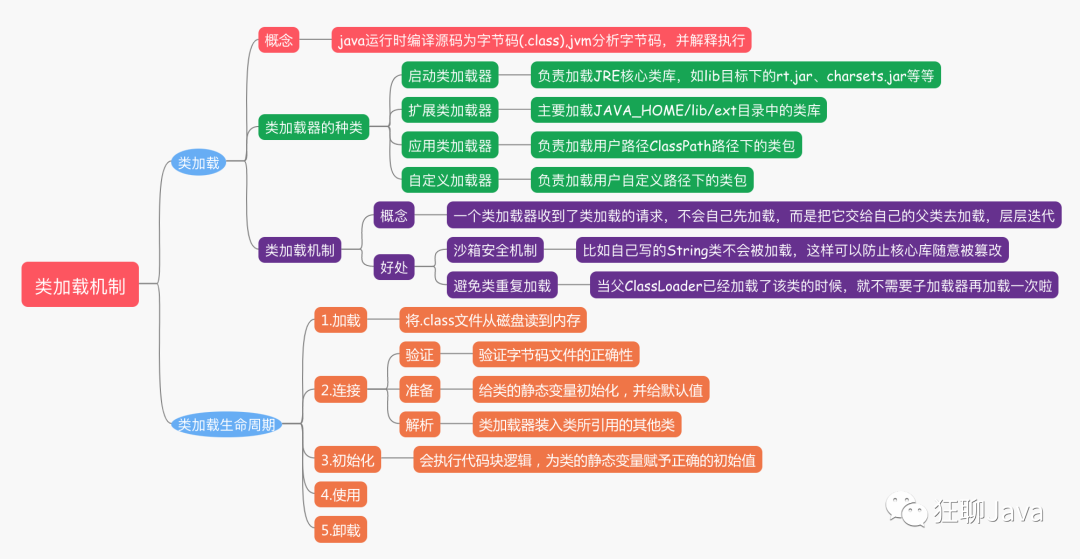 类加载机制
类加载
概念
java运行时编译源码为字节码(.class),jvm分析字节码，并解释执行
类加载器的种类
启动类加载器
负责加载JRE核心类库，如lib目标下的rt.jar、charsets.jar等等
扩展类加载器
主要加载JAVA_HOME/lib/ext目录中的类库
应用类加载器
负责加载用户路径ClassPath路径下的类包
自定义加载器
负责加载用户自定义路径下的类包
类加载机制
概念
一个类加载器收到了类加载的请求，不会自己先加载，而是把它交给自己的父类去加载，层层迭代
好处
沙箱安全机制
比如自己写的String类不会被加载，这样可以防止核心库随意被篡改
避免类重复加载
当父ClassLoader已经加载了该类的时候，就不需要子加载器再加载一次啦
类加载生命周期
1.加载
将.class文件从磁盘读到内存
2.连接
验证
验证字节码文件的正确性
准备
给类的静态变量初始化，并给默认值
解析
类加载器装入类所引用的其他类
3.初始化
会执行代码块逻辑，为类的静态变量赋予正确的初始值
4.使用
5.卸载
狂聊Java